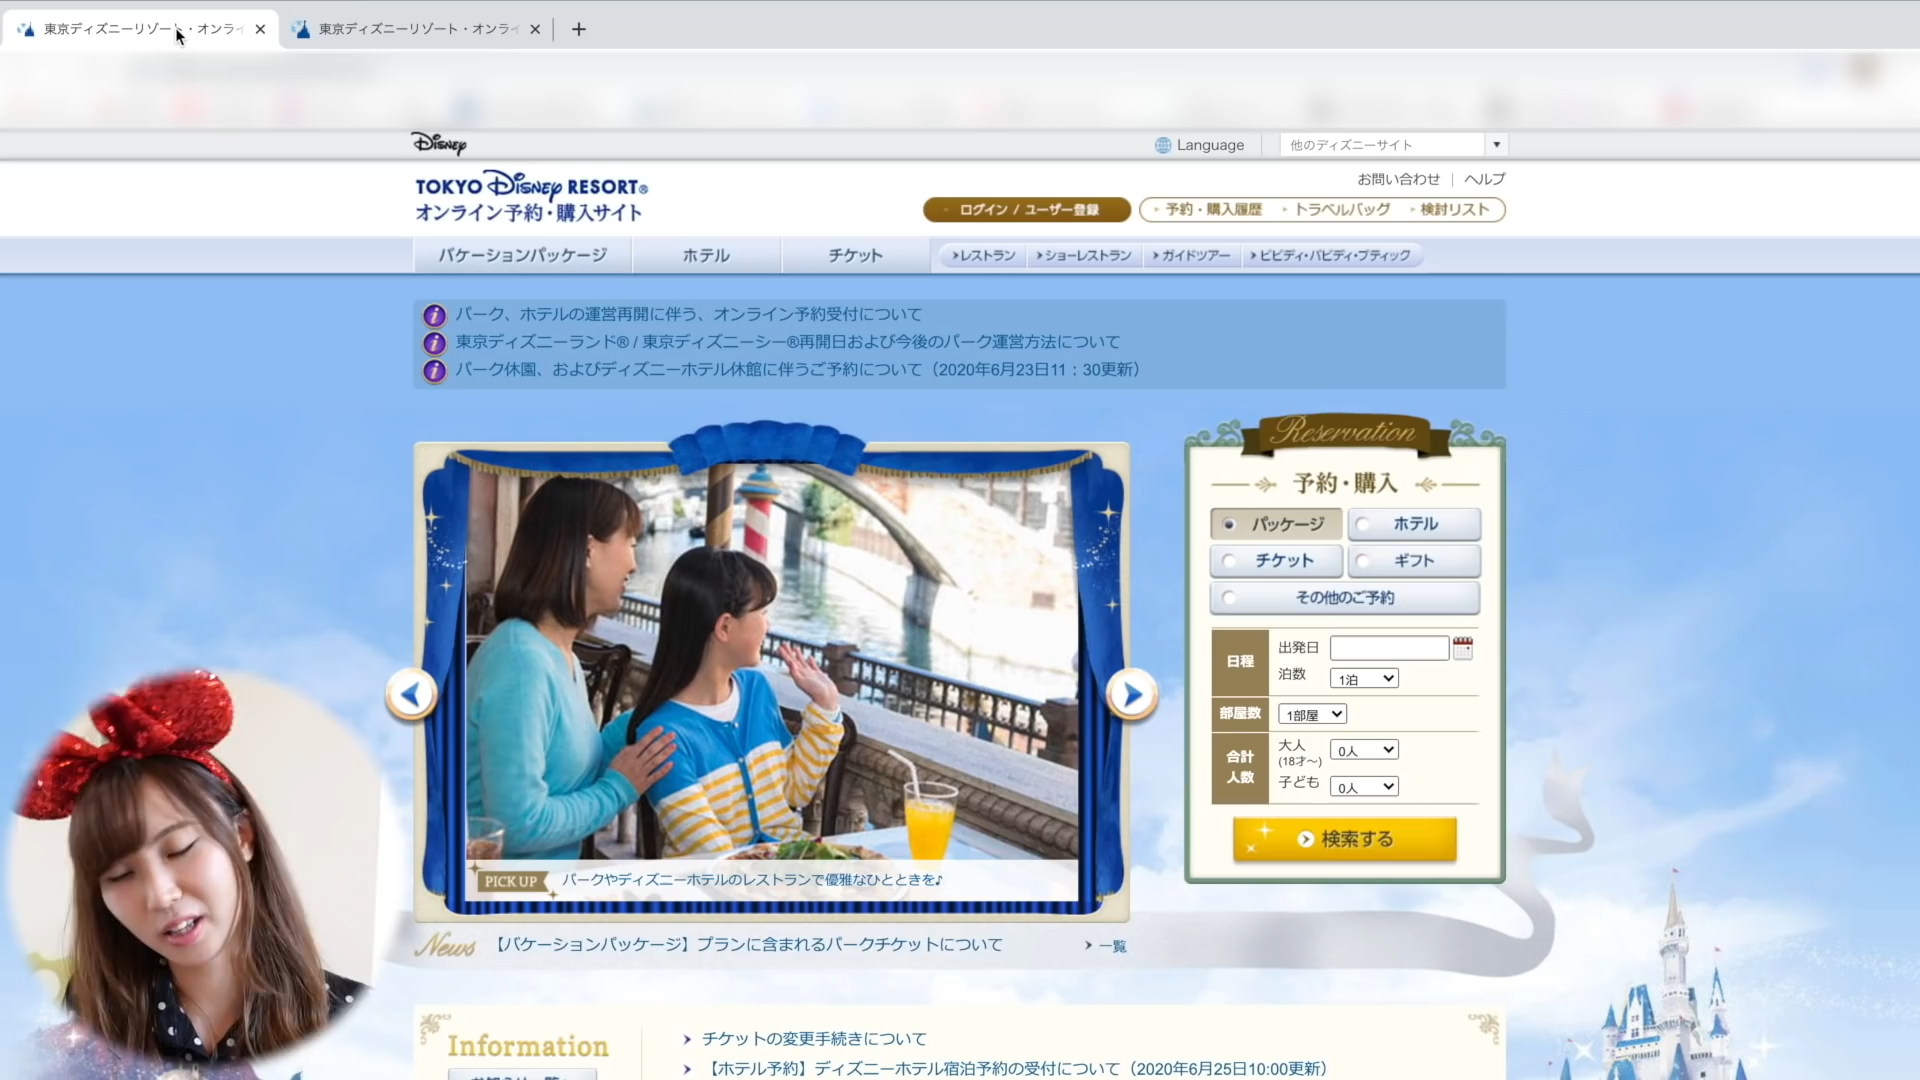 東京ディズニーリゾート・オンライ
東京ディズニーリゾート・オンライ
Disney
Language
他のディズニーサイト
お問い合わせ | ヘルプ
TOKYO Disney RESORT®
オンライン予約・購入サイト
ログイン / ユーザー登録
予約・購入履歴
トラベルバッグ
検討リスト
バケーションパッケージ
ホテル
チケット
レストラン
ショーレストラン
ガイドツアー
ビビディ・バビディ・ブティック
パーク、ホテルの運営再開に伴う、オンライン予約受付について
東京ディズニーランド® / 東京ディズニーシー®再開日および今後のパーク運営方法について
パーク休園、およびディズニーホテル休館に伴うご予約について（2020年6月23日11：30更新）
PICK UP パークやディズニーホテルのレストランで優雅なひとときを♪
Reservation
予約・購入
パッケージ
ホテル
チケット
ギフト
その他のご予約
日程
出発日
泊数 1泊
部屋数 1部屋
合計
人数
大人
(18才～)
0人
子ども 0人
検索する
News 【バケーションパッケージ】プランに含まれるパークチケットについて
一覧
Information
チケットの変更手続きについて
【ホテル予約】ディズニーホテル宿泊予約の受付について（2020年6月25日10:00更新）